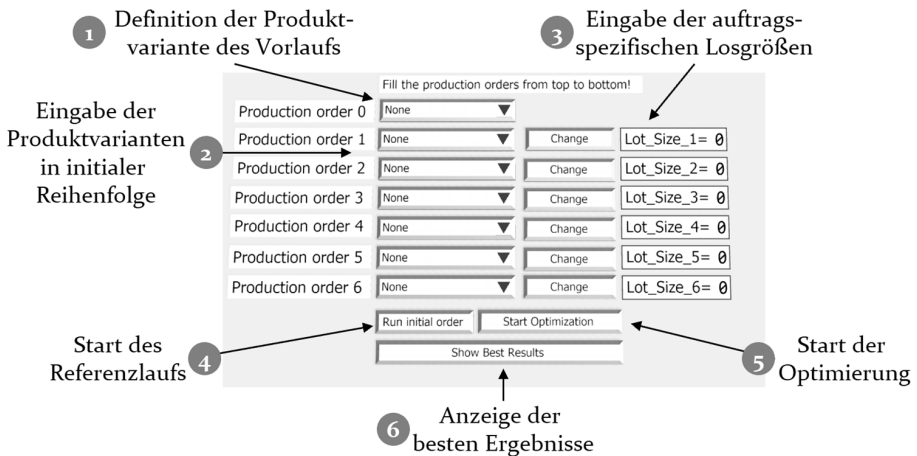 1
Definition der Produkt-
variante des Vorlaufs
3
Eingabe der auftrags-
spezifischen Losgrößen
Eingabe der
Produktvarianten
in initialer
Reihenfolge
2
Fill the production orders from top to bottom!
Production order 0 None
Production order 1 None Change Lot_Size_1= 0
Production order 2 None Change Lot_Size_2= 0
Production order 3 None Change Lot_Size_3= 0
Production order 4 None Change Lot_Size_4= 0
Production order 5 None Change Lot_Size_5= 0
Production order 6 None Change Lot_Size_6= 0
Run initial order Start Optimization
Show Best Results
Start des
Referenzlaufs
4
5
Start der
Optimierung
6
Anzeige der
besten Ergebnisse